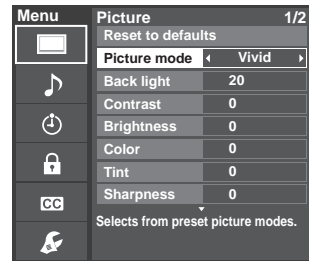 Menu
Picture 1/2
Reset to defaults
Picture mode Vivid
Back light 20
Contrast 0
Brightness 0
Color 0
Tint 0
Sharpness 0
CC
Selects from preset picture modes.